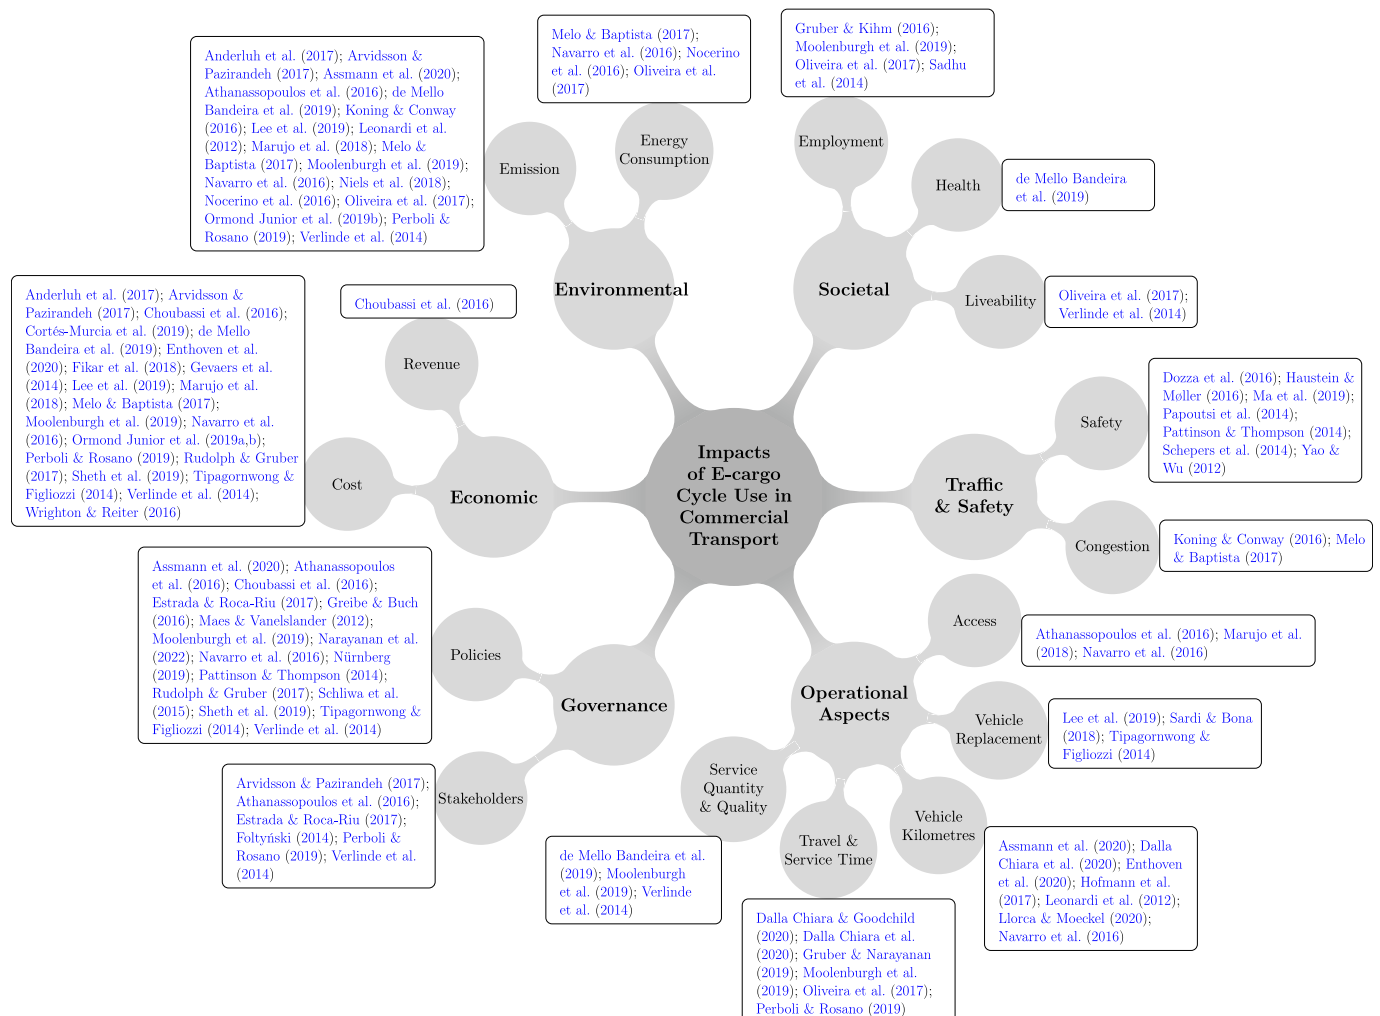 Impacts
of E-cargo
Cycle Use in
Commercial
Transport
Environmental
Emission
Anderluh et al. (2017); Arvidsson &
Pazirandeh (2017); Assmann et al. (2020);
Athanassopoulos et al. (2016); de Mello
Bandeira et al. (2019); Koning & Conway
(2016); Lee et al. (2019); Leonardi et al.
(2012); Marujo et al. (2018); Melo &
Baptista (2017); Moolenburgh et al. (2019);
Navarro et al. (2016); Niels et al. (2018);
Nocerino et al. (2016); Oliveira et al. (2017);
Ormond Junior et al. (2019b); Perboli &
Rosano (2019); Verlinde et al. (2014)
Energy
Consumption
Melo & Baptista (2017);
Navarro et al. (2016); Nocerino
et al. (2016); Oliveira et al.
(2017)
Societal
Employment
Gruber & Kihm (2016);
Moolenburgh et al. (2019);
Oliveira et al. (2017); Sadhu
et al. (2014)
Health
de Mello Bandeira
et al. (2019)
Liveability
Oliveira et al. (2017);
Verlinde et al. (2014)
Traffic
& Safety
Safety
Dozza et al. (2016); Haustein &
Møller (2016); Ma et al. (2019);
Papoutsi et al. (2014);
Pattinson & Thompson (2014);
Schepers et al. (2014); Yao &
Wu (2012)
Congestion
Koning & Conway (2016); Melo
& Baptista (2017)
Operational
Aspects
Access
Athanassopoulos et al. (2016); Marujo et al.
(2018); Navarro et al. (2016)
Vehicle
Replacement
Lee et al. (2019); Sardi & Bona
(2018); Tipagornwong &
Figliozzi (2014)
Vehicle
Kilometres
Assmann et al. (2020); Dalla
Chiara et al. (2020); Enthoven
et al. (2020); Hofmann et al.
(2017); Leonardi et al. (2012);
Llorca & Moeckel (2020);
Navarro et al. (2016)
Travel &
Service Time
Dalla Chiara & Goodchild
(2020); Dalla Chiara et al.
(2020); Gruber & Narayanan
(2019); Moolenburgh et al.
(2019); Oliveira et al. (2017);
Perboli & Rosano (2019)
Service
Quantity
& Quality
de Mello Bandeira et al.
(2019); Moolenburgh
et al. (2019); Verlinde
et al. (2014)
Governance
Stakeholders
Arvidsson & Pazirandeh (2017);
Athanassopoulos et al. (2016);
Estrada & Roca-Riu (2017);
Foltyński (2014); Perboli &
Rosano (2019); Verlinde et al.
(2014)
Policies
Assmann et al. (2020); Athanassopoulos
et al. (2016); Choubassi et al. (2016);
Estrada & Roca-Riu (2017); Greibe & Buch
(2016); Maes & Vanelslander (2012);
Moolenburgh et al. (2019); Narayanan et al.
(2022); Navarro et al. (2016); Nürnberg
(2019); Pattinson & Thompson (2014);
Rudolph & Gruber (2017); Schliwa et al.
(2015); Sheth et al. (2019); Tipagornwong &
Figliozzi (2014); Verlinde et al. (2014)
Economic
Cost
Anderluh et al. (2017); Arvidsson &
Pazirandeh (2017); Choubassi et al. (2016);
Cortés-Murcia et al. (2019); de Mello
Bandeira et al. (2019); Enthoven et al.
(2020); Fikar et al. (2018); Gevaers et al.
(2014); Lee et al. (2019); Marujo et al.
(2018); Melo & Baptista (2017);
Moolenburgh et al. (2019); Navarro et al.
(2016); Ormond Junior et al. (2019a,b);
Perboli & Rosano (2019); Rudolph & Gruber
(2017); Sheth et al. (2019); Tipagornwong &
Figliozzi (2014); Verlinde et al. (2014);
Wrighton & Reiter (2016)
Revenue
Choubassi et al. (2016)